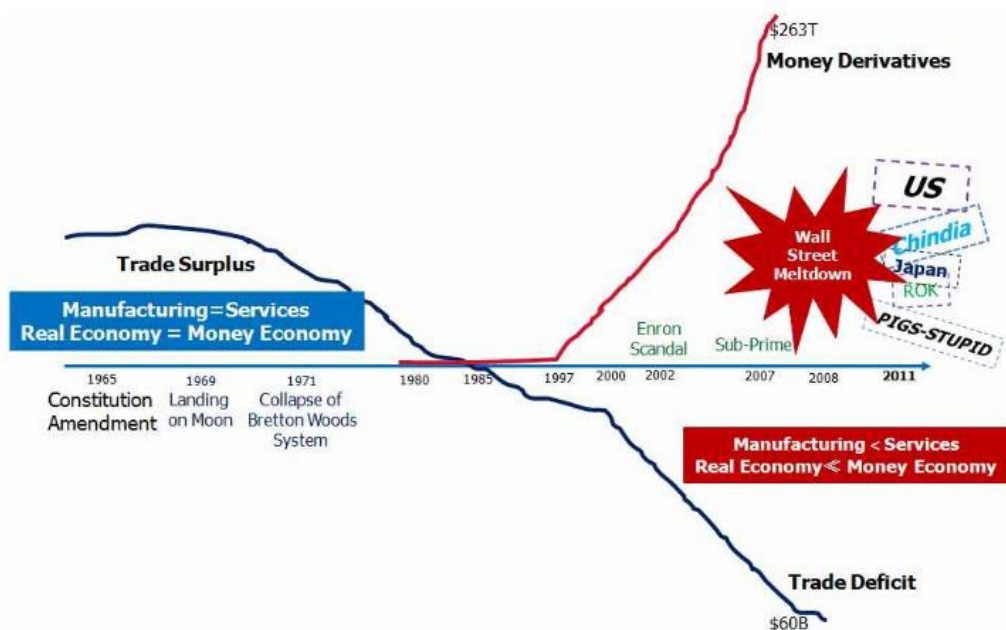 $263T
Money Derivatives
US
Chindia
Japan
ROK
PIGS-STUPID
Wall
Street
Meltdown
Trade Surplus
Manufacturing=Services
Real Economy = Money Economy
Enron
Scandal
Sub-Prime
1965
1969
1971
1980
1985
1997
2000
2002
2007
2008
2011
Constitution
Amendment
Landing
on Moon
Collapse of
Bretton Woods
System
Manufacturing < Services
Real Economy≪ Money Economy
Trade Deficit
$60B